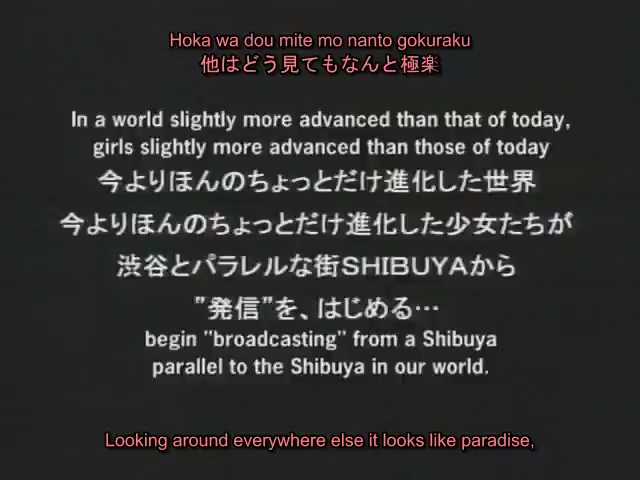 Hoka wa dou mite mo nanto gokuraku
他はどう見てもなんと極楽
In a world slightly more advanced than that of today,
girls slightly more advanced than those of today
今よりほんのちょっとだけ進化した世界
今よりほんのちょっとだけ進化した少女たちが
渋谷とパラレルな街SHIBUYAから
”発信”を、はじめる…
begin "broadcasting" from a Shibuya
parallel to the Shibuya in our world.
Looking around everywhere else it looks like paradise,